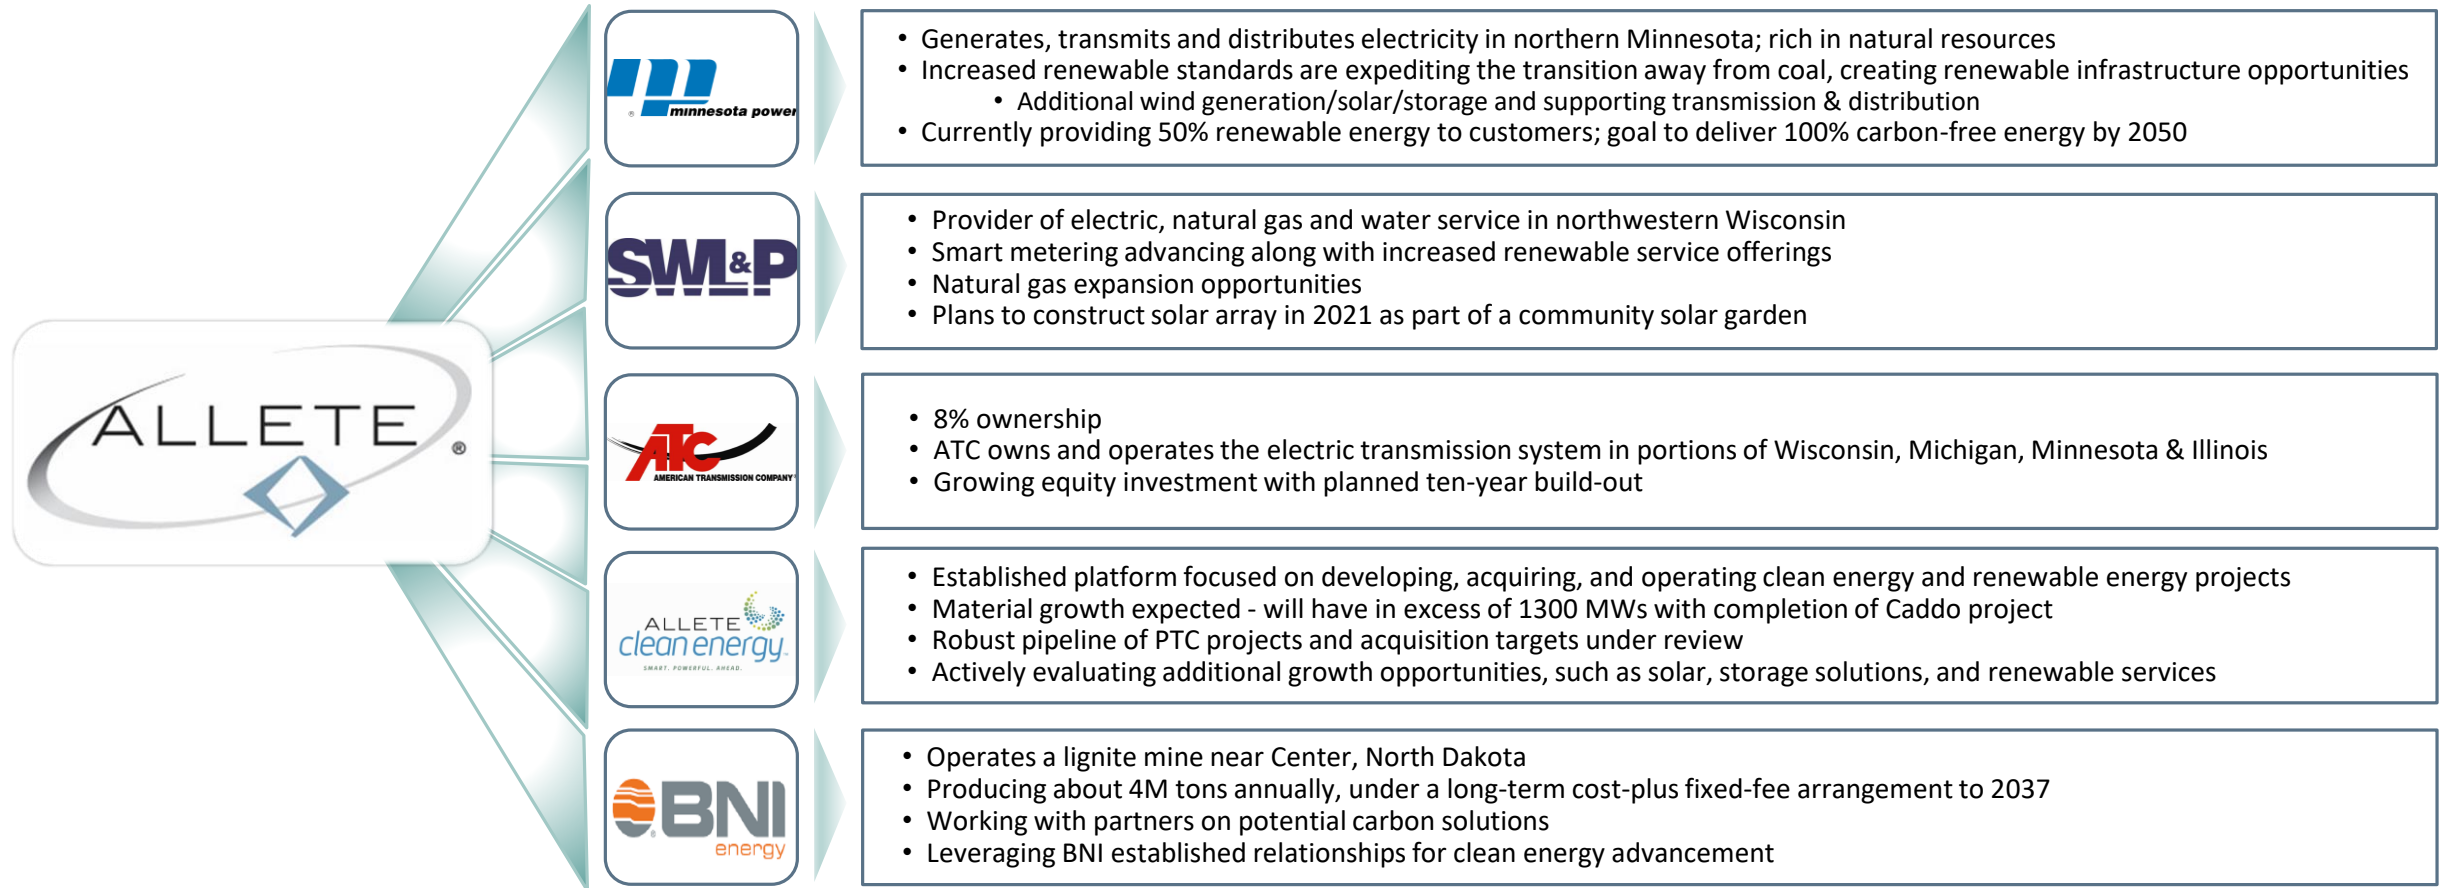 ALLETE
®
minnesota power
®
• Generates, transmits and distributes electricity in northern Minnesota; rich in natural resources
• Increased renewable standards are expediting the transition away from coal, creating renewable infrastructure opportunities
• Additional wind generation/solar/storage and supporting transmission & distribution
• Currently providing 50% renewable energy to customers; goal to deliver 100% carbon-free energy by 2050
SWL&P
• Provider of electric, natural gas and water service in northwestern Wisconsin
• Smart metering advancing along with increased renewable service offerings
• Natural gas expansion opportunities
• Plans to construct solar array in 2021 as part of a community solar garden
ATC
AMERICAN TRANSMISSION COMPANY®
• 8% ownership
• ATC owns and operates the electric transmission system in portions of Wisconsin, Michigan, Minnesota & Illinois
• Growing equity investment with planned ten-year build-out
ALLETE
clean energy™
SMART. POWERFUL. AHEAD.
• Established platform focused on developing, acquiring, and operating clean energy and renewable energy projects
• Material growth expected - will have in excess of 1300 MWs with completion of Caddo project
• Robust pipeline of PTC projects and acquisition targets under review
• Actively evaluating additional growth opportunities, such as solar, storage solutions, and renewable services
BNI
energy
• Operates a lignite mine near Center, North Dakota
• Producing about 4M tons annually, under a long-term cost-plus fixed-fee arrangement to 2037
• Working with partners on potential carbon solutions
• Leveraging BNI established relationships for clean energy advancement